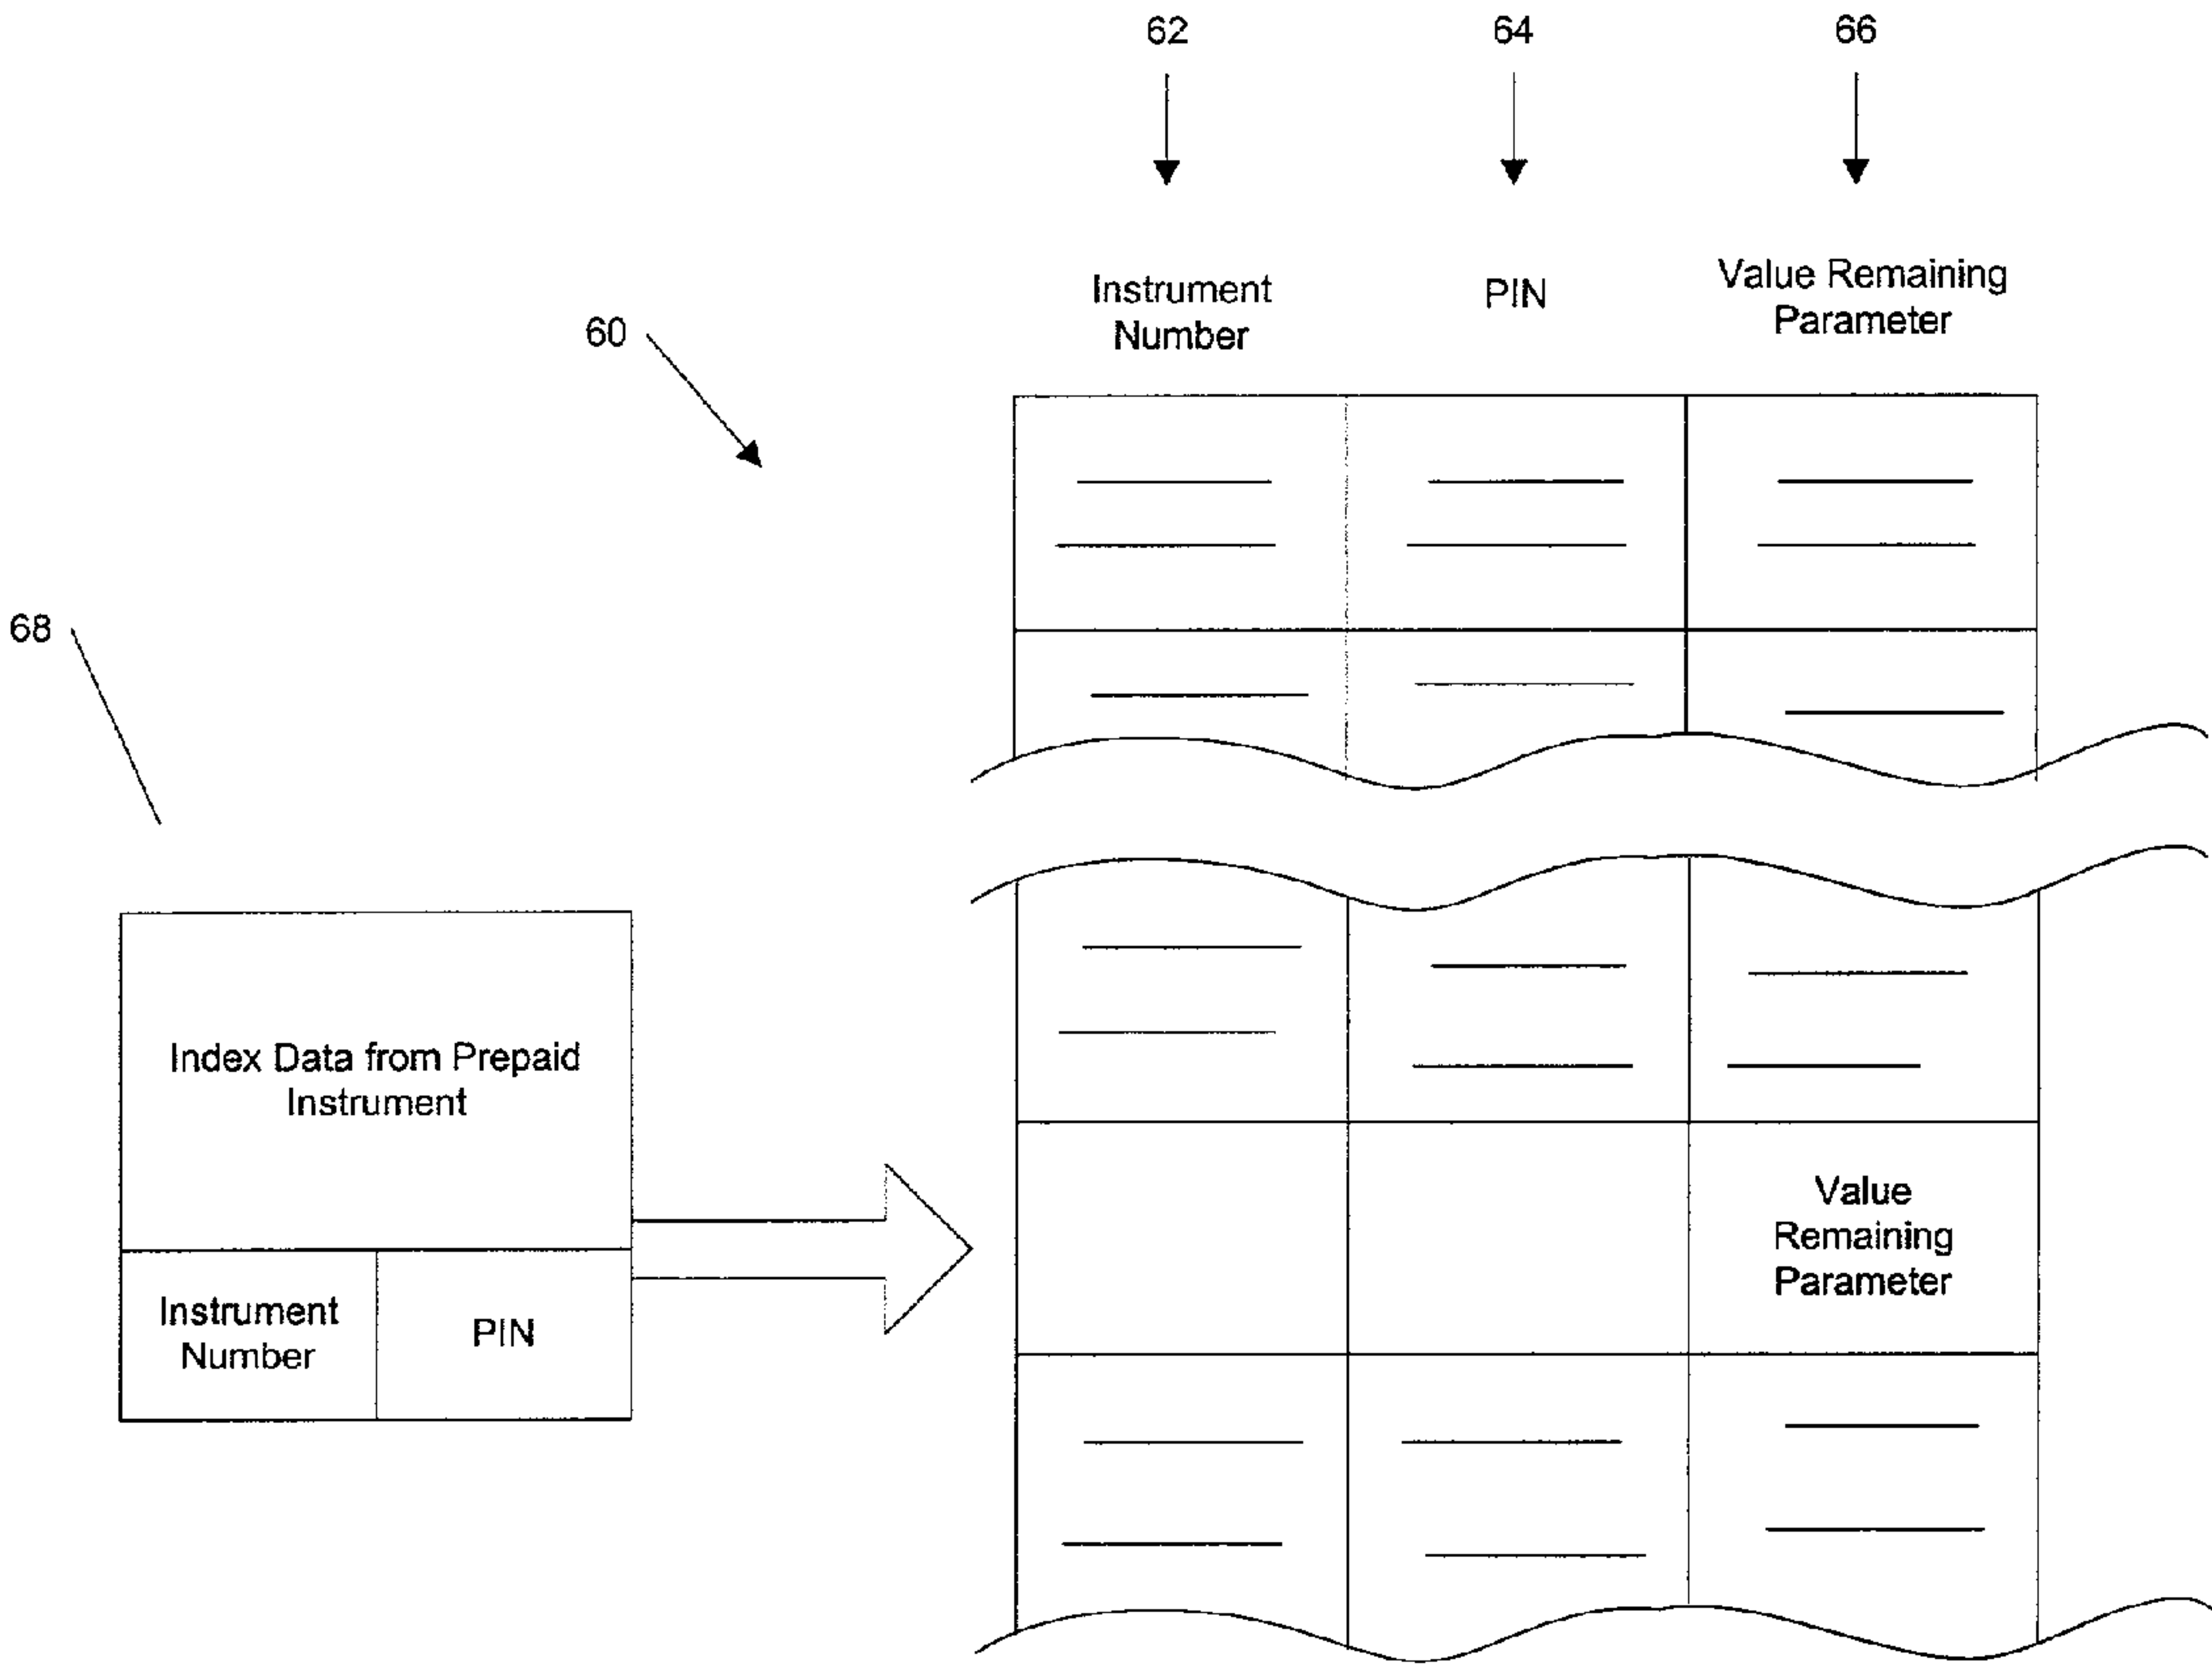 62
64
66
Instrument
Number
PIN
Value Remaining
Parameter
60
68
Index Data from Prepaid
Instrument
Instrument
Number
PIN
Value
Remaining
Parameter